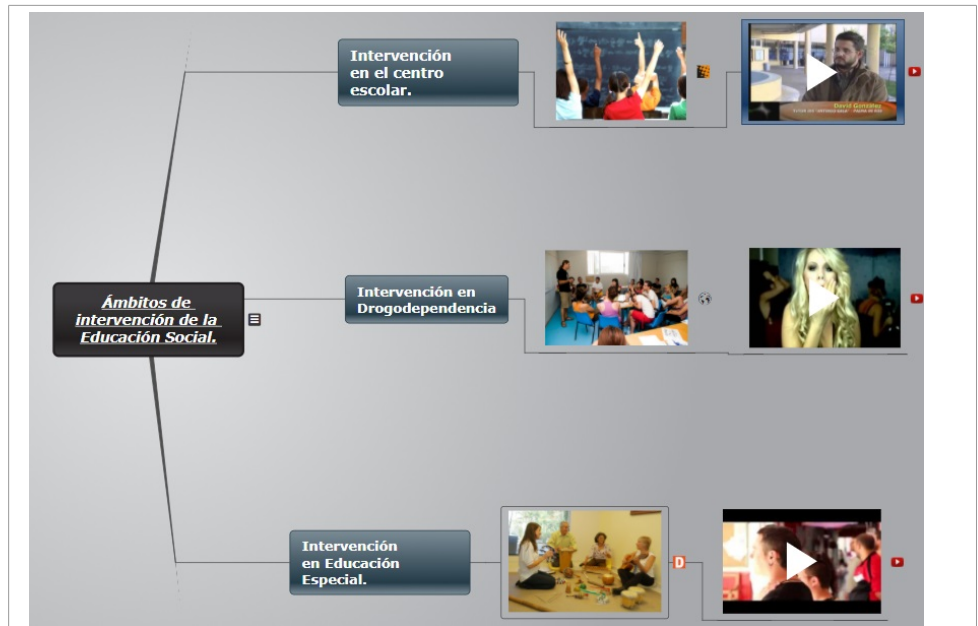 Intervención
en el centro
escolar.
David González
Ámbitos de
intervención de la
Educación Social.
Intervención en
Drogodependencia
Intervención
en Educación
Especial.
D